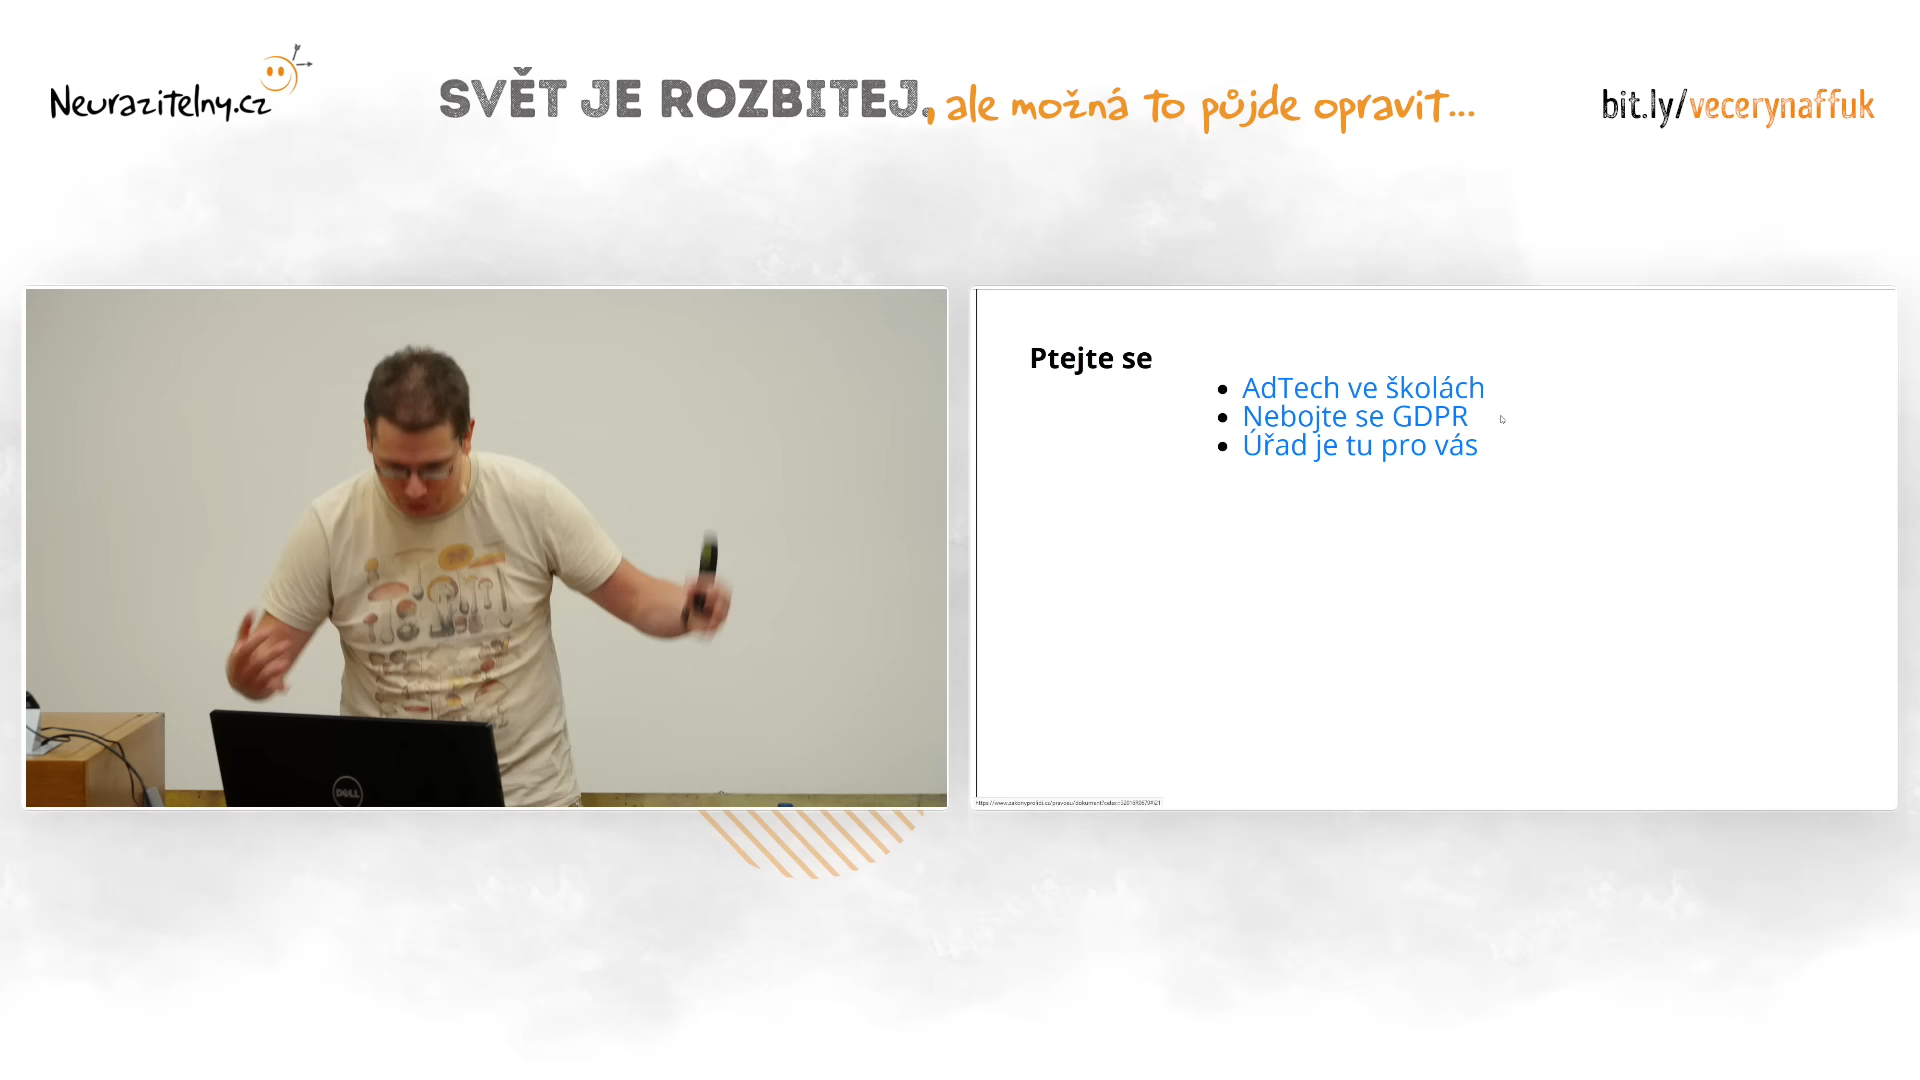 Neurazitelny.cz
SVĚT JE ROZBITEJ, ale možná to půjde opravit...
bit.ly/vecerynaffuk
Ptejte se
AdTech ve školách
Nebojte se GDPR
Úřad je tu pro vás
DELL